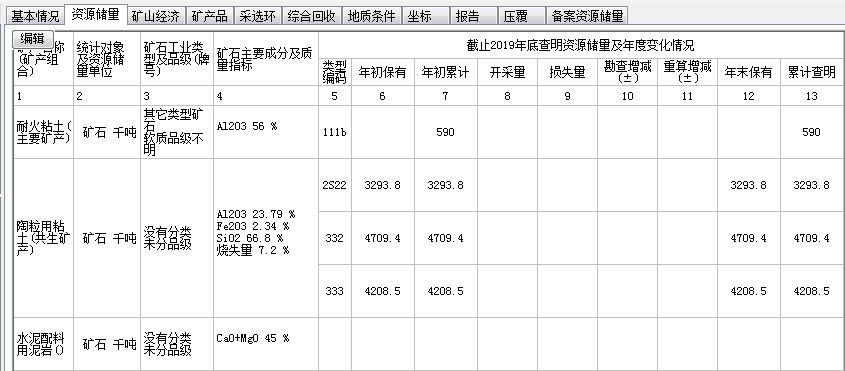 基本情况 资源储量 矿山经济 矿产品 采选环 综合回收 地质条件 坐标 报告 压覆 备案资源储量
编辑
(矿产组
合)
统计对象
及资源储
量单位
矿石工业类
型及品级(牌
号)
矿石主要成分及质
量指标
截止2019年底查明资源储量及年度变化情况
类型
编码
年初保有
年初累计
开采量
损失量
勘查增减
(±)
重算增减
(±)
年末保有
累计查明
1 2 3 4 5 6 7 8 9 10 11 12 13
耐火粘土(
主要矿产)
矿石 千吨
其它类型矿
石
软质品级不
明
Al2O3 56 %
111b 590 590
陶粒用粘
土(共生矿
产)
矿石 千吨
没有分类
未分品级
Al2O3 23.79 %
Fe2O3 2.34 %
SiO2 66.8 %
烧失量 7.2 %
2S22 3293.8 3293.8 3293.8 3293.8
332 4709.4 4709.4 4709.4 4709.4
333 4208.5 4208.5 4208.5 4208.5
水泥配料
用泥岩()
矿石 千吨
没有分类
未分品级
CaO+MgO 45 %